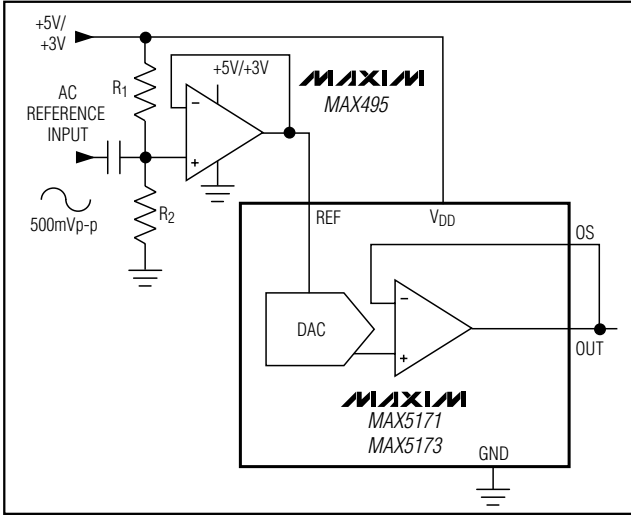 +5V/
+3V
+5V/+3V
MAXIM
MAX495
R1
AC
REFERENCE
INPUT
–
+
R2
500mVp-p
REF
VDD
OS
DAC
–
+
OUT
MAXIM
MAX5171
MAX5173
GND